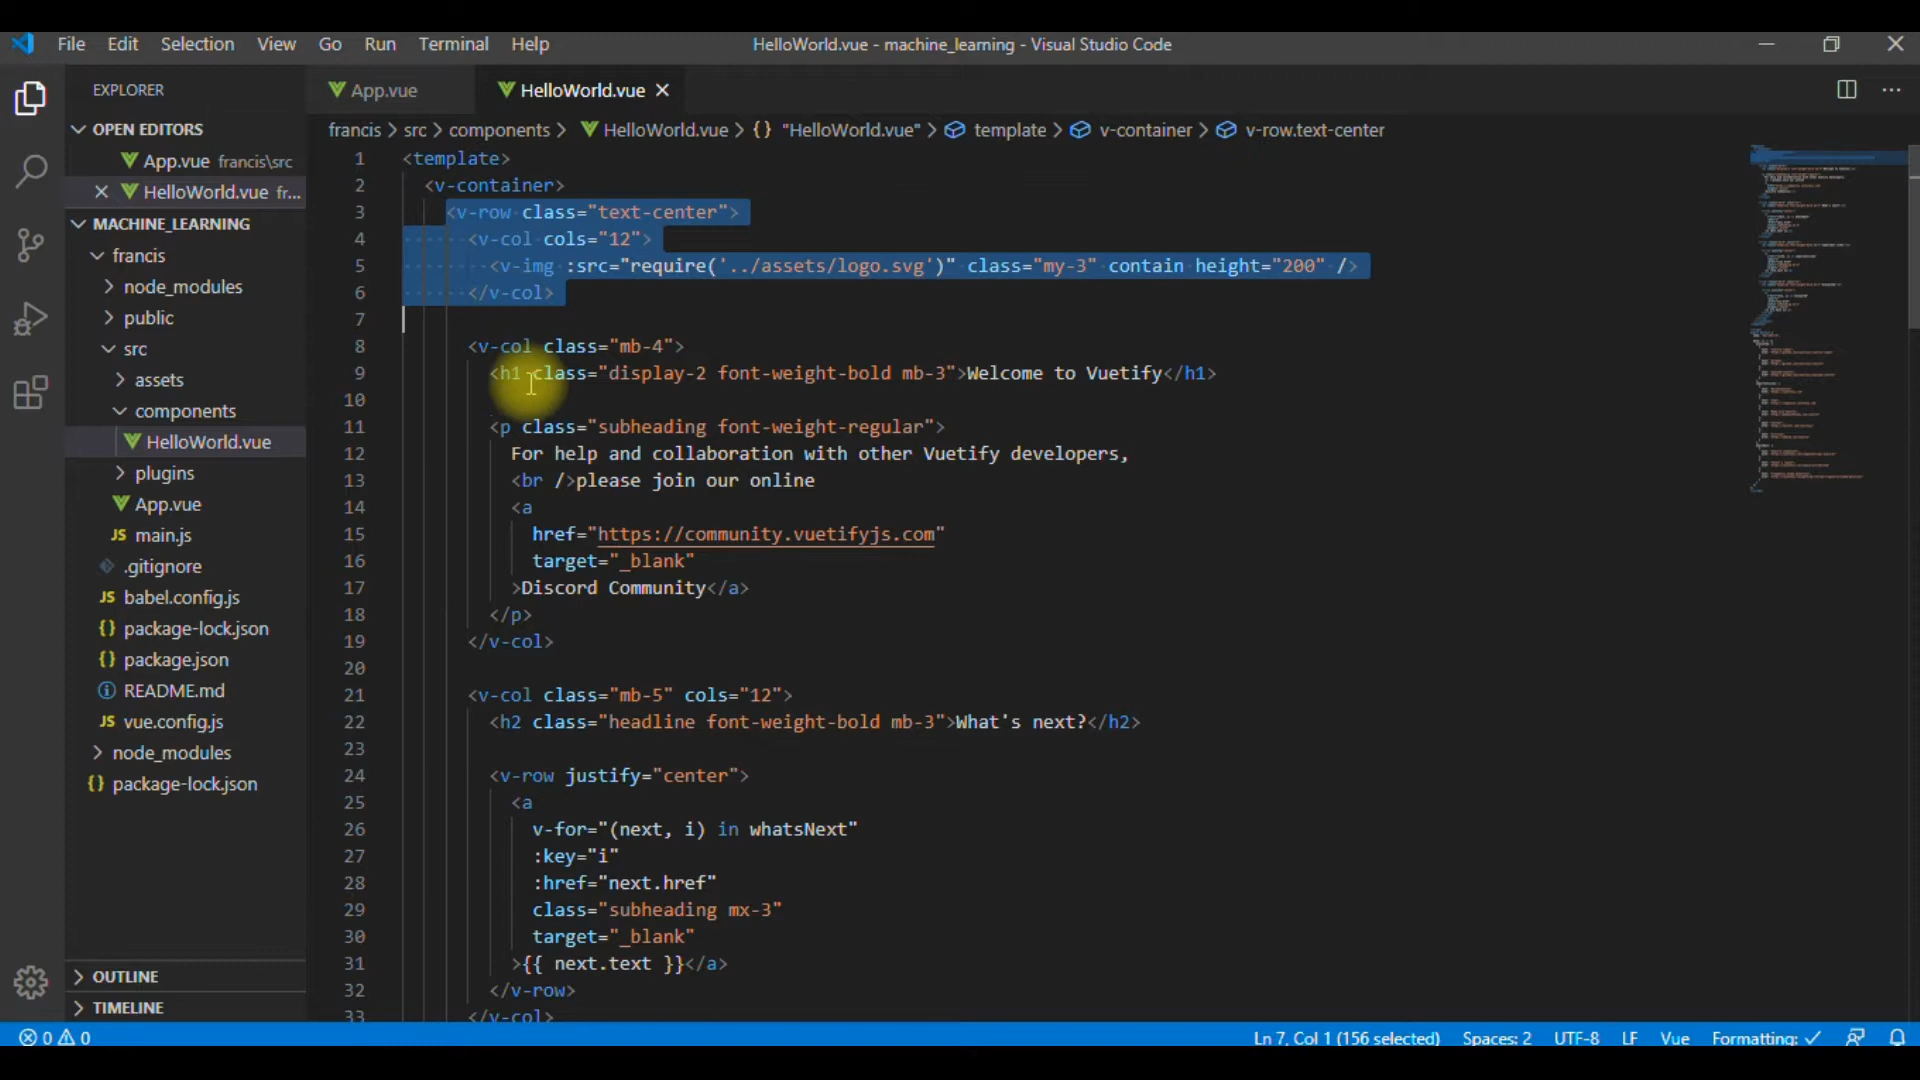 File Edit Selection View Go Run Terminal Help
HelloWorld.vue - machine_learning - Visual Studio Code
EXPLORER
OPEN EDITORS
App.vue francis\src
HelloWorld.vue fr...
MACHINE_LEARNING
francis
node_modules
public
src
assets
components
HelloWorld.vue
plugins
App.vue
JS main.js
.gitignore
JS babel.config.js
{} package-lock.json
{} package.json
README.md
JS vue.config.js
node_modules
{} package-lock.json
OUTLINE
TIMELINE
App.vue HelloWorld.vue
francis > src > components > HelloWorld.vue > {} "HelloWorld.vue" > template > v-container > v-row.text-center
1 <template>
2 <v-container>
3 <v-row class="text-center">
4 <v-col cols="12">
5 <v-img :src="require('../assets/logo.svg')" class="my-3" contain height="200" />
6 </v-col>
7
8 <v-col class="mb-4">
9 <h1 class="display-2 font-weight-bold mb-3">Welcome to Vuetify</h1>
10
11 <p class="subheading font-weight-regular">
12 For help and collaboration with other Vuetify developers,
13 <br />please join our online
14 <a
15 href="https://community.vuetifyjs.com"
16 target="_blank"
17 >Discord Community</a>
18 </p>
19 </v-col>
20
21 <v-col class="mb-5" cols="12">
22 <h2 class="headline font-weight-bold mb-3">What's next?</h2>
23
24 <v-row justify="center">
25 <a
26 v-for="(next, i) in whatsNext"
27 :key="i"
28 :href="next.href"
29 class="subheading mx-3"
30 target="_blank"
31 >{{ next.text }}</a>
32 </v-row>
33 </v-col>
0 0
Ln 7, Col 1 (156 selected) Spaces: 2 UTF-8 LF Vue Formatting: ✓